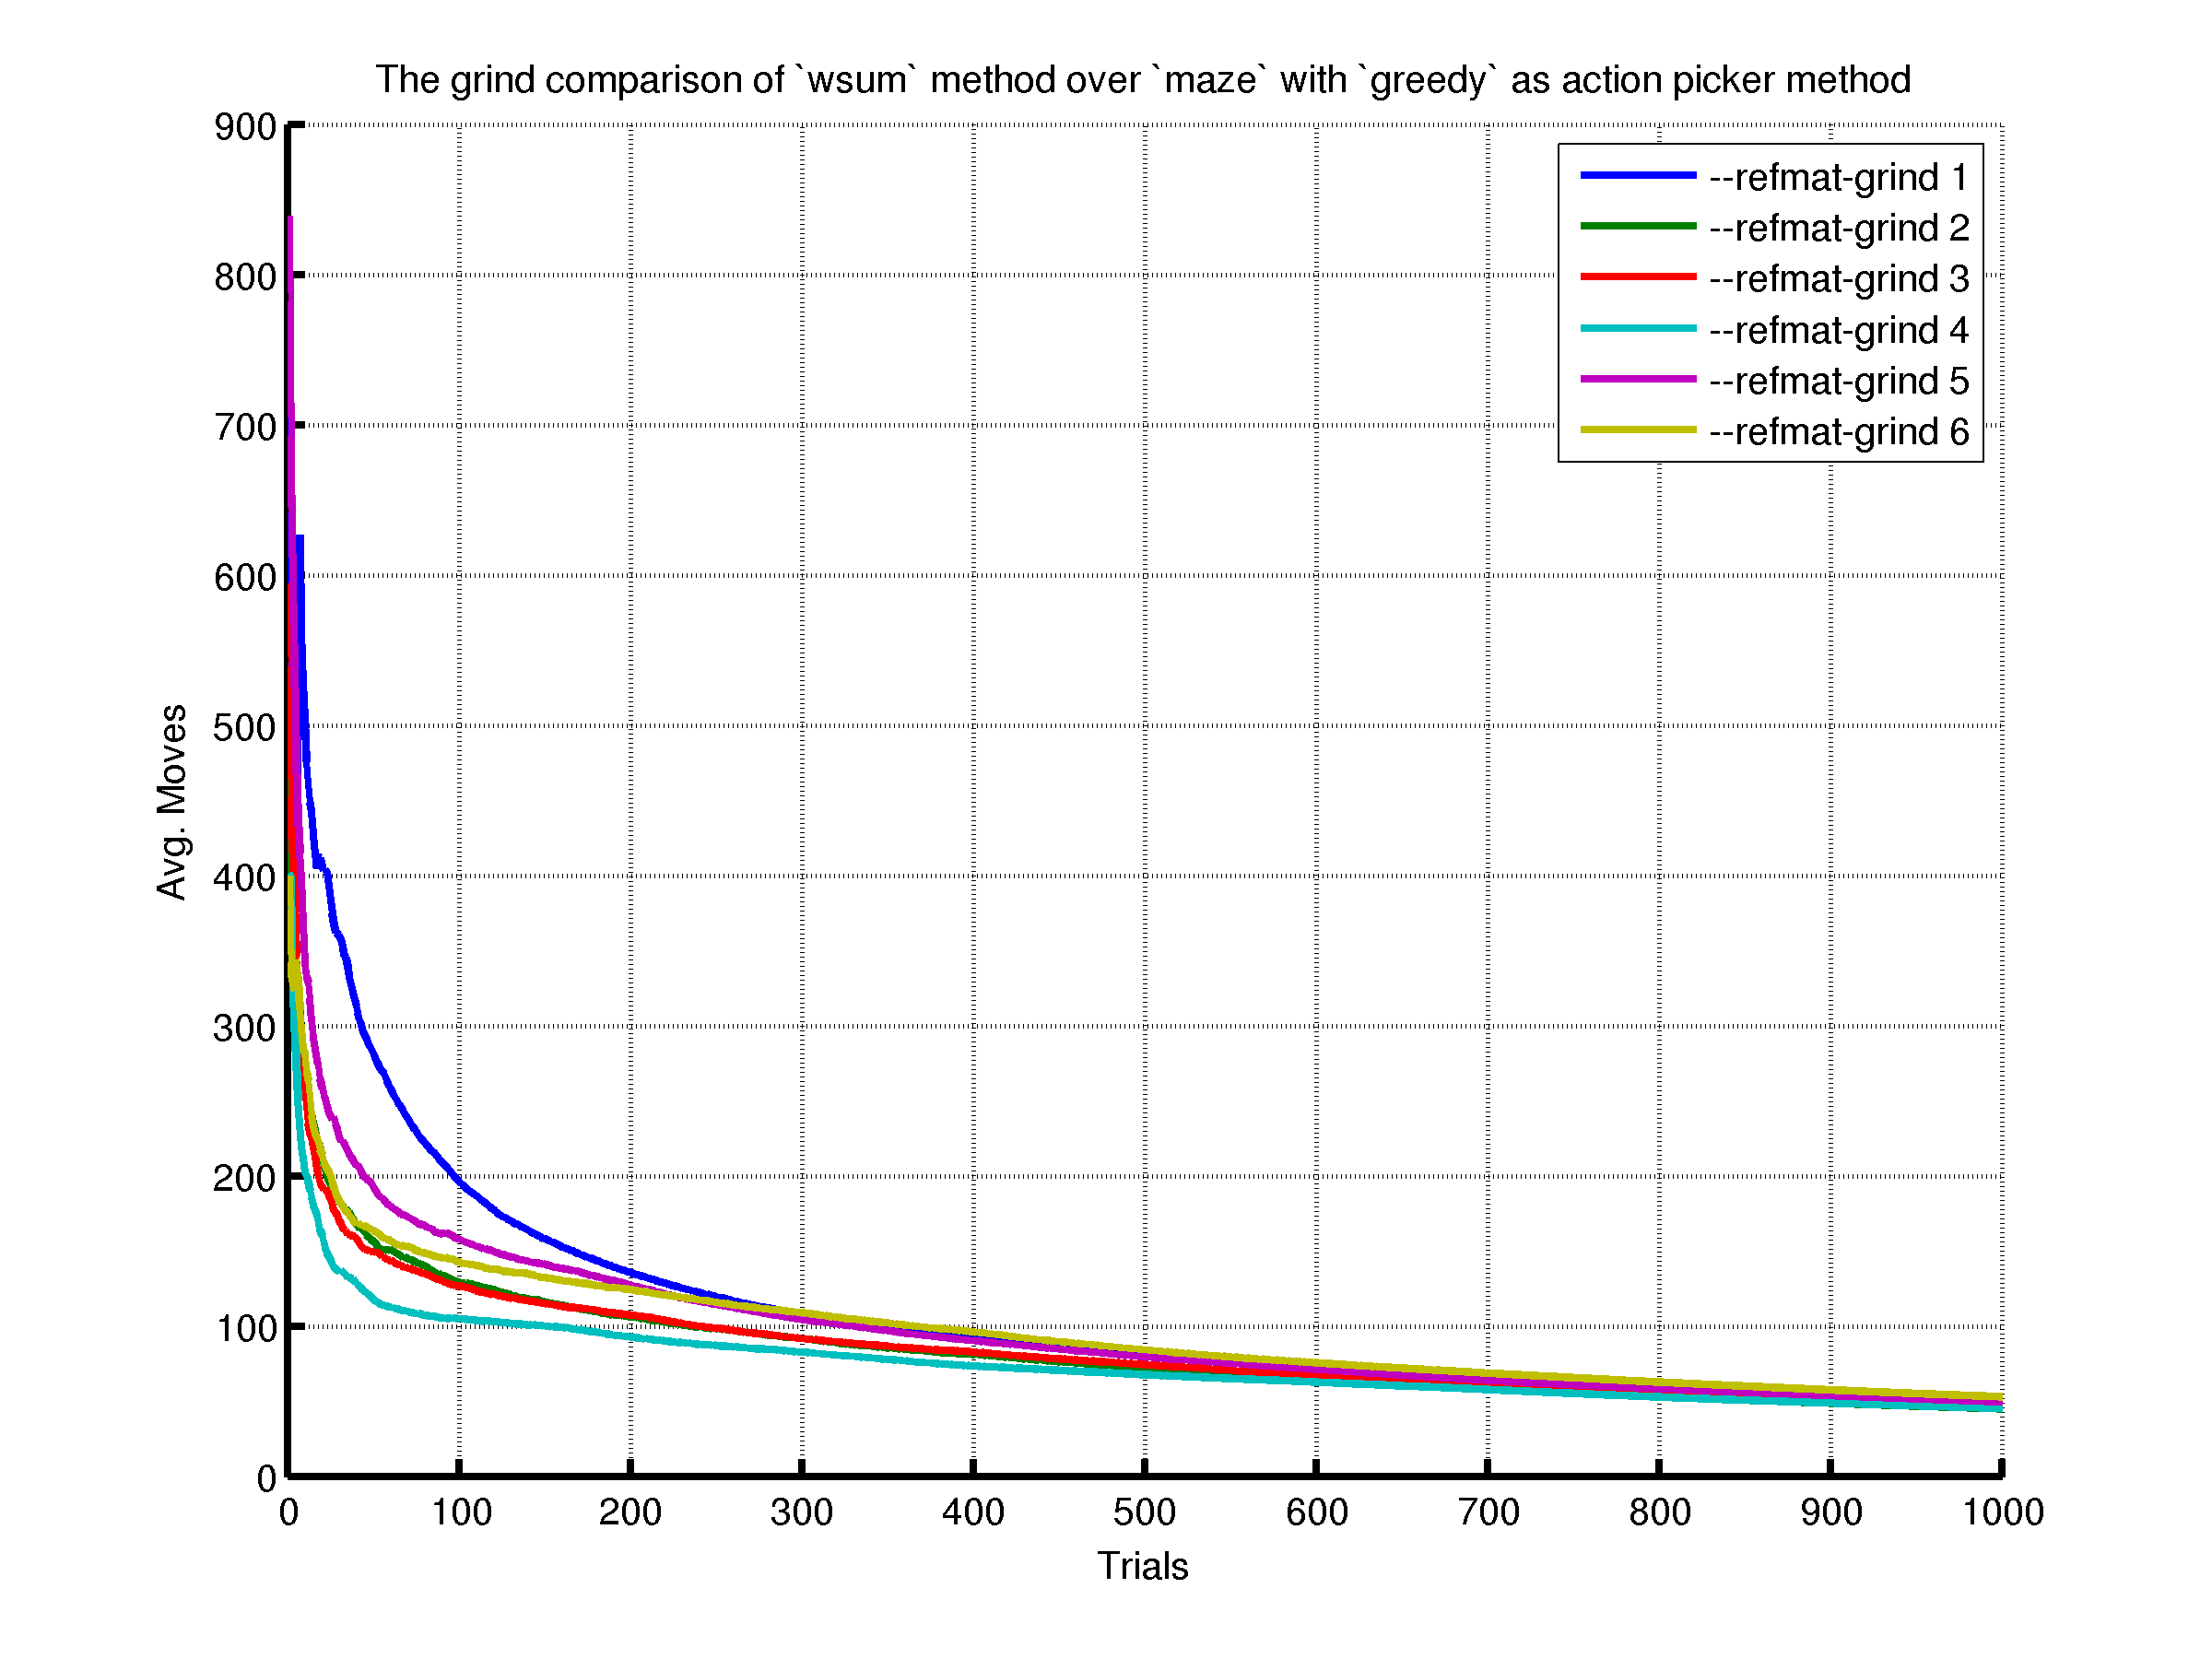 The grind comparison of `wsum` method over `maze` with `greedy` as action picker method
900
800
700
600
500
400
300
200
100
0
Avg. Moves
--refmat-grind 1
--refmat-grind 2
--refmat-grind 3
--refmat-grind 4
--refmat-grind 5
--refmat-grind 6
0 100 200 300 400 500 600 700 800 900 1000
Trials